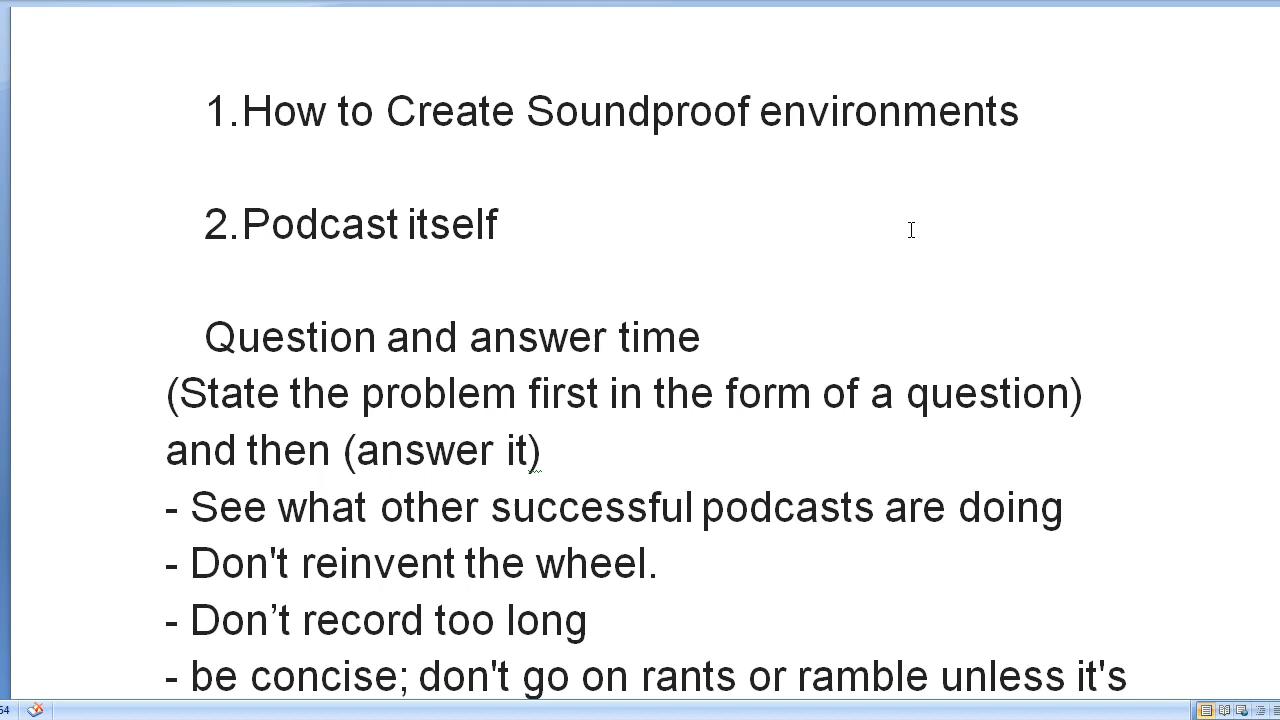 1.How to Create Soundproof environments
2.Podcast itself
Question and answer time
(State the problem first in the form of a question)
and then (answer it)
- See what other successful podcasts are doing
- Don't reinvent the wheel.
- Don’t record too long
- be concise; don't go on rants or ramble unless it's
64